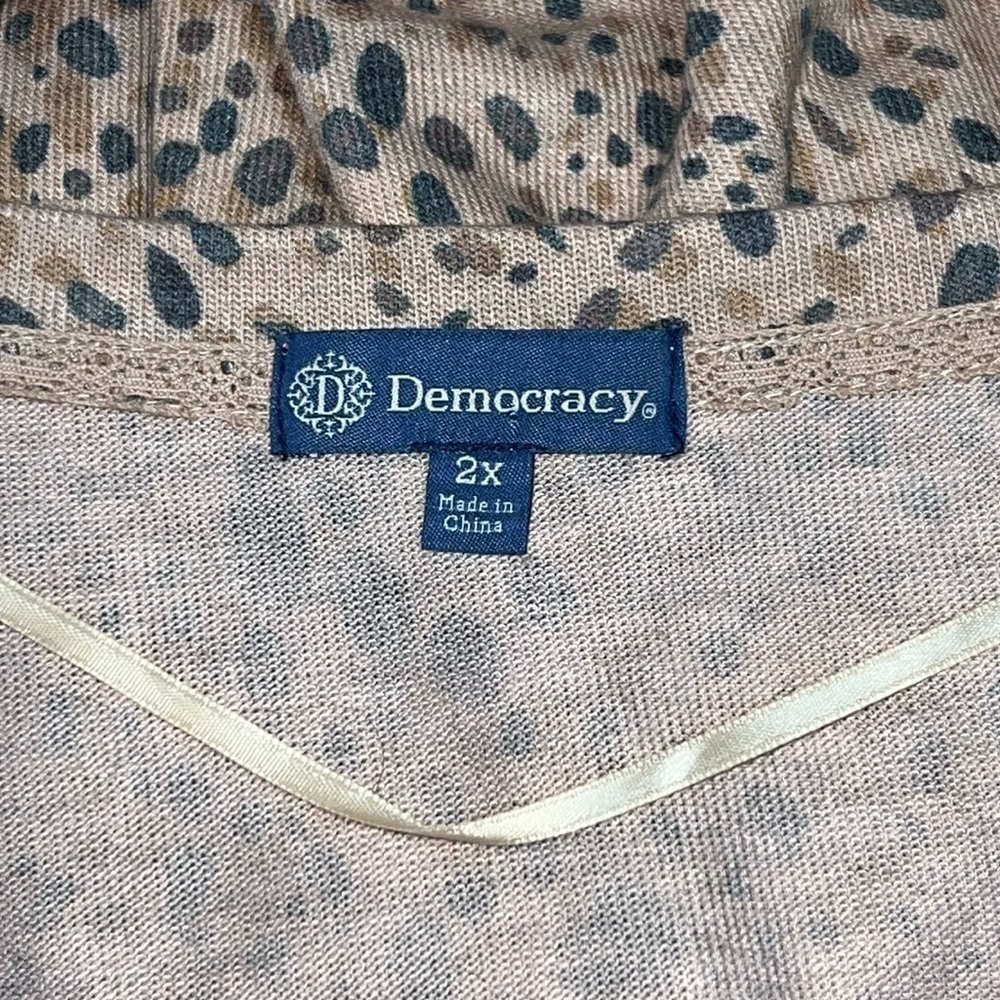 D Democracy®
2X
Made in
China